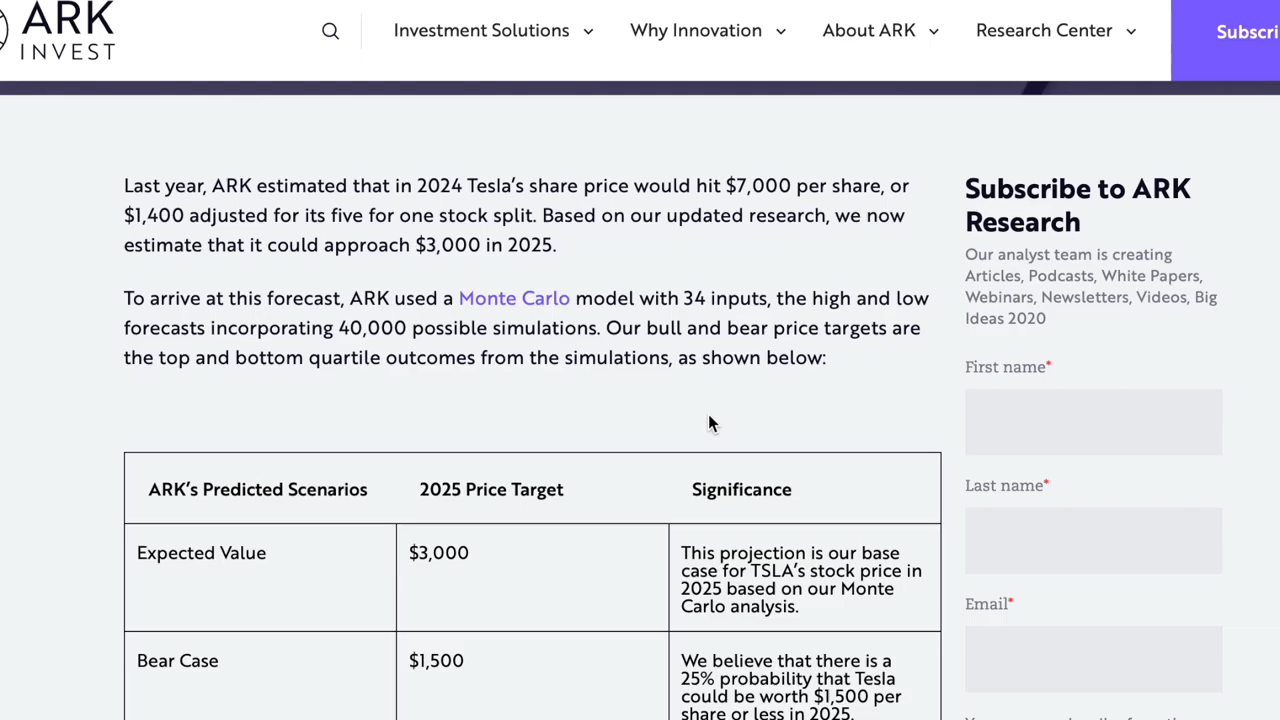 ARK
INVEST
Investment Solutions
Why Innovation
About ARK
Research Center
Last year, ARK estimated that in 2024 Tesla's share price would hit $7,000 per share, or
$1,400 adjusted for its five for one stock split. Based on our updated research, we now
estimate that it could approach $3,000 in 2025.
To arrive at this forecast, ARK used a Monte Carlo model with 34 inputs, the high and low
forecasts incorporating 40,000 possible simulations. Our bull and bear price targets are
the top and bottom quartile outcomes from the simulations, as shown below:
ARK's Predicted Scenarios
2025 Price Target
Significance
Expected Value
$3,000
This projection is our base
case for TSLA's stock price in
2025 based on our Monte
Carlo analysis.
Bear Case
$1,500
We believe that there is a
25% probability that Tesla
could be worth $1,500 per
share or less in 2025.
Subscribe to ARK
Research
Our analyst team is creating
Articles, Podcasts, White Papers,
Webinars, Newsletters, Videos, Big
Ideas 2020
First name*
Last name*
Email*